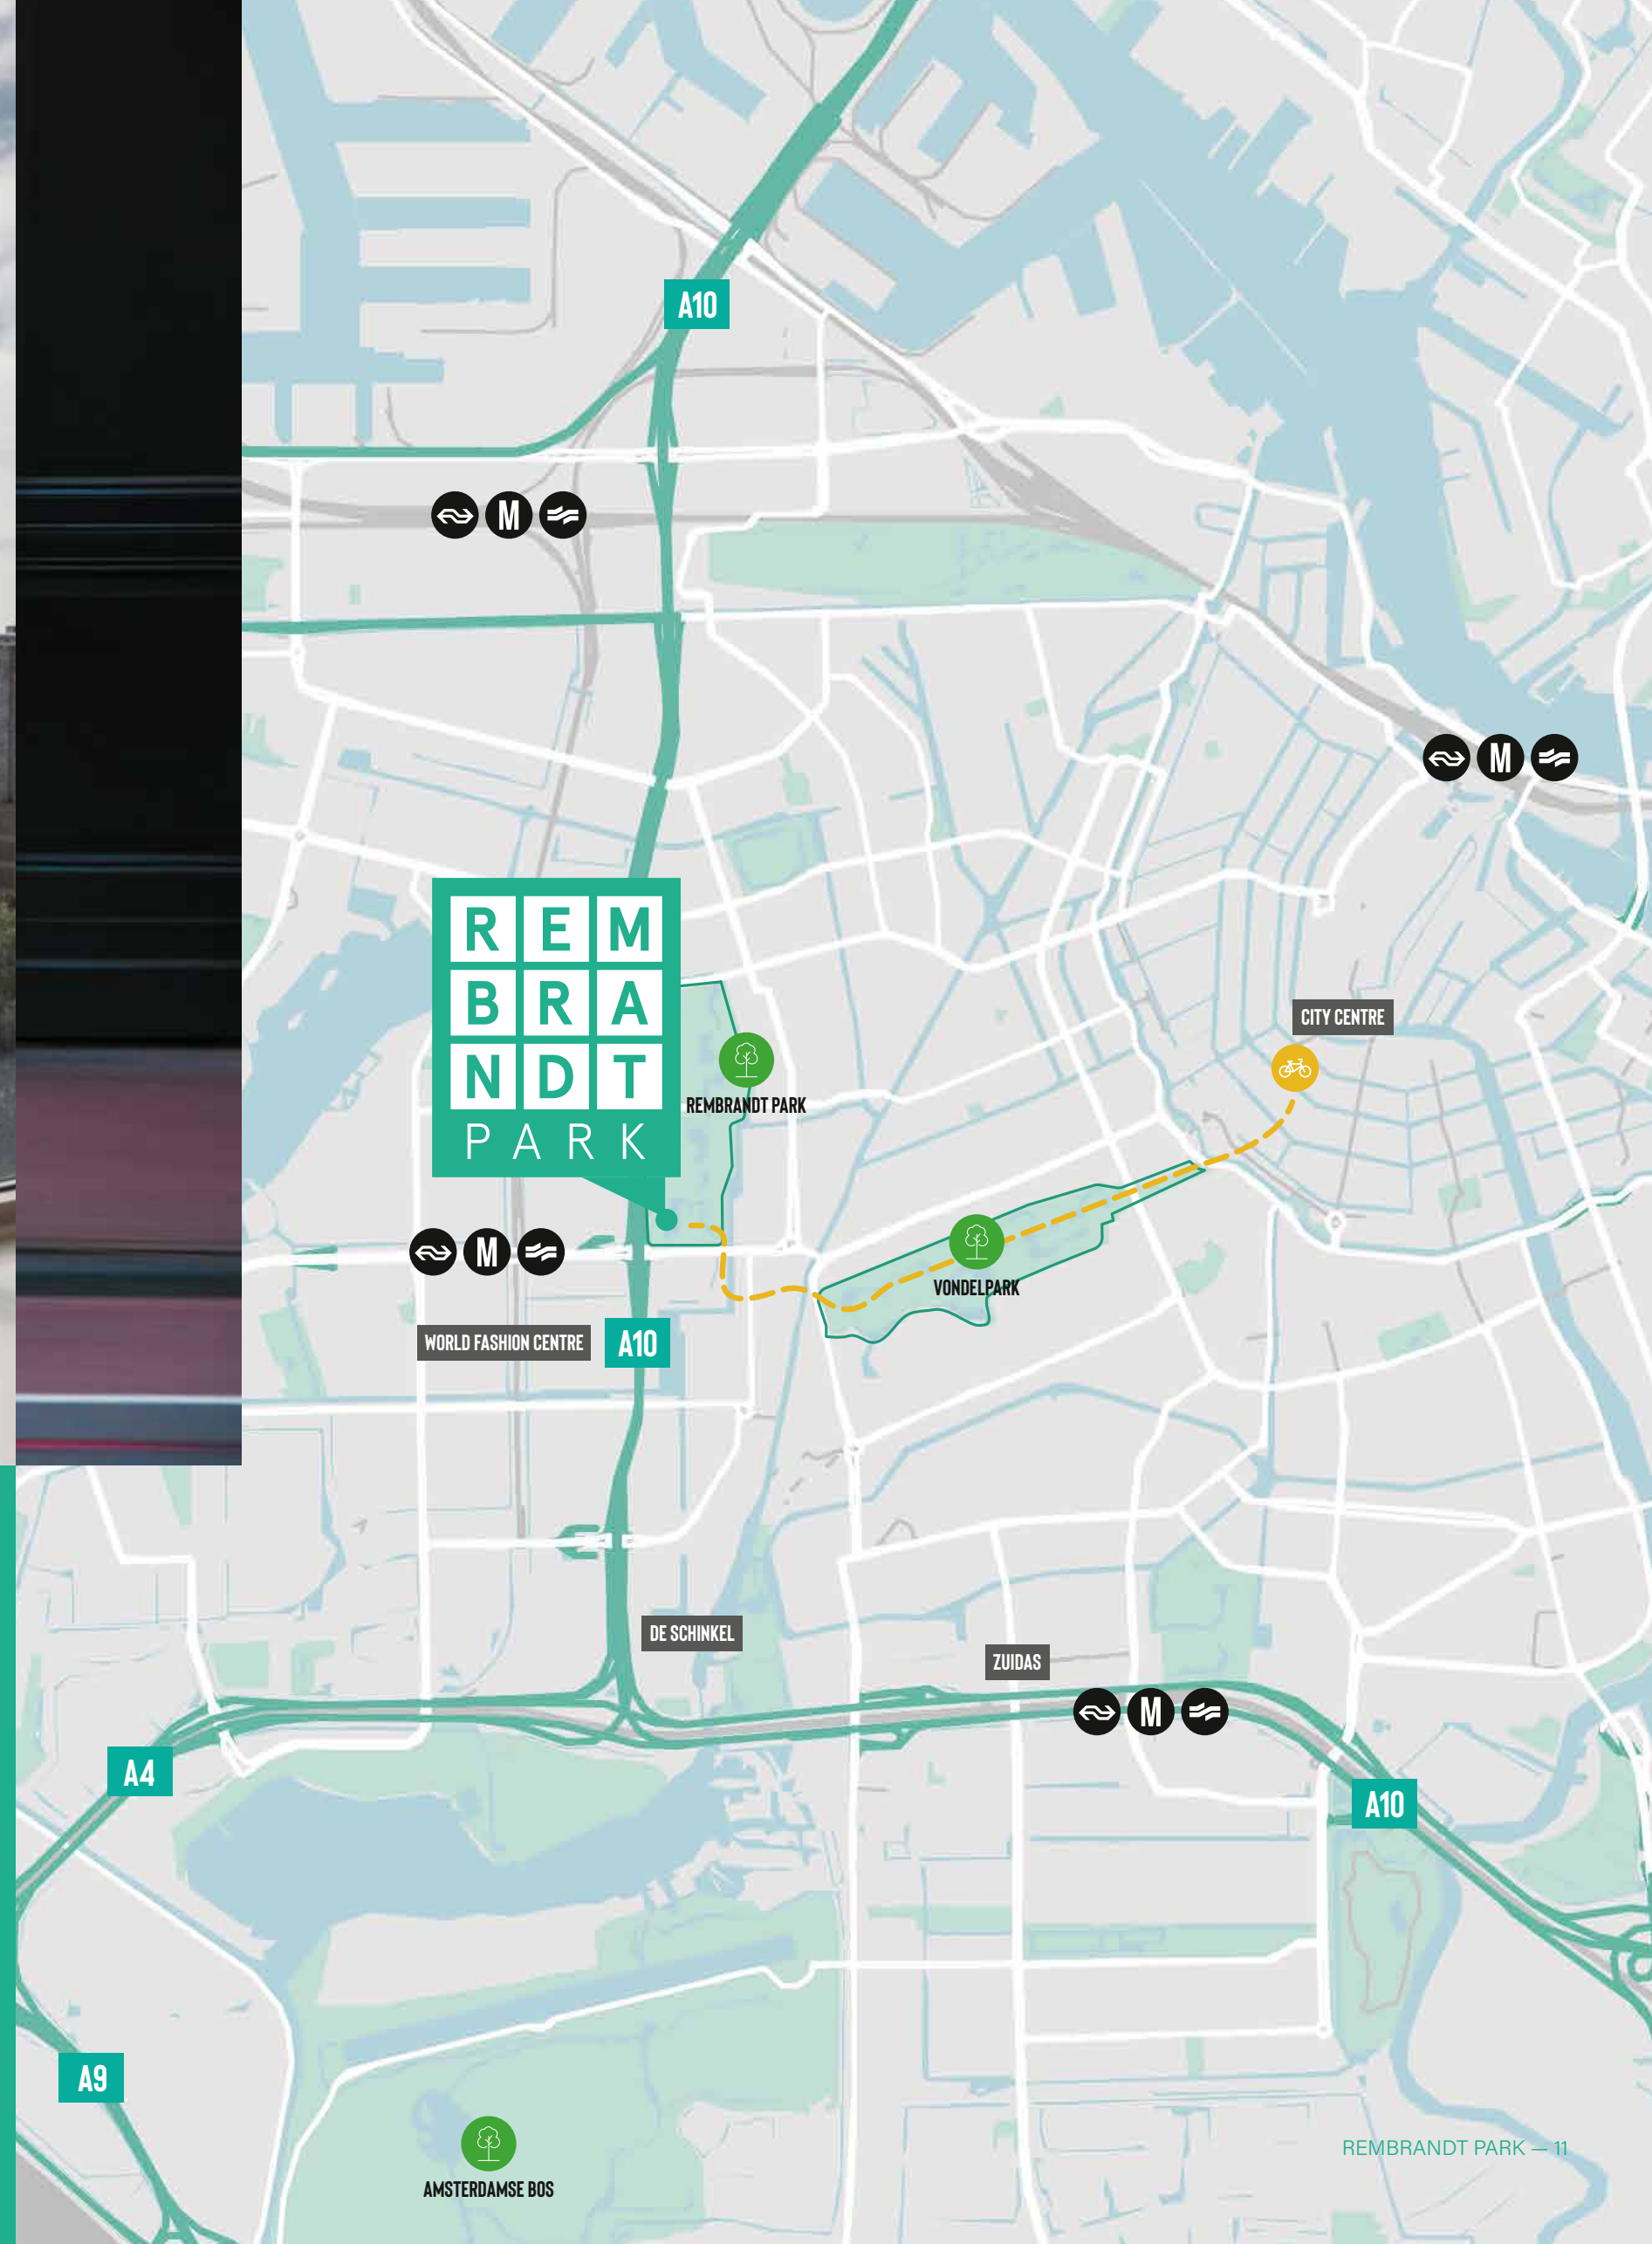 A10
M
M
REM
BRA
NDT
PARK
CITY CENTRE
REMBRANDT PARK
M
VONDELPARK
WORLD FASHION CENTRE
A10
DE SCHINKEL
ZUIDAS
M
A4
A10
A9
AMSTERDAMSE BOS
REMBRANDT PARK — 11